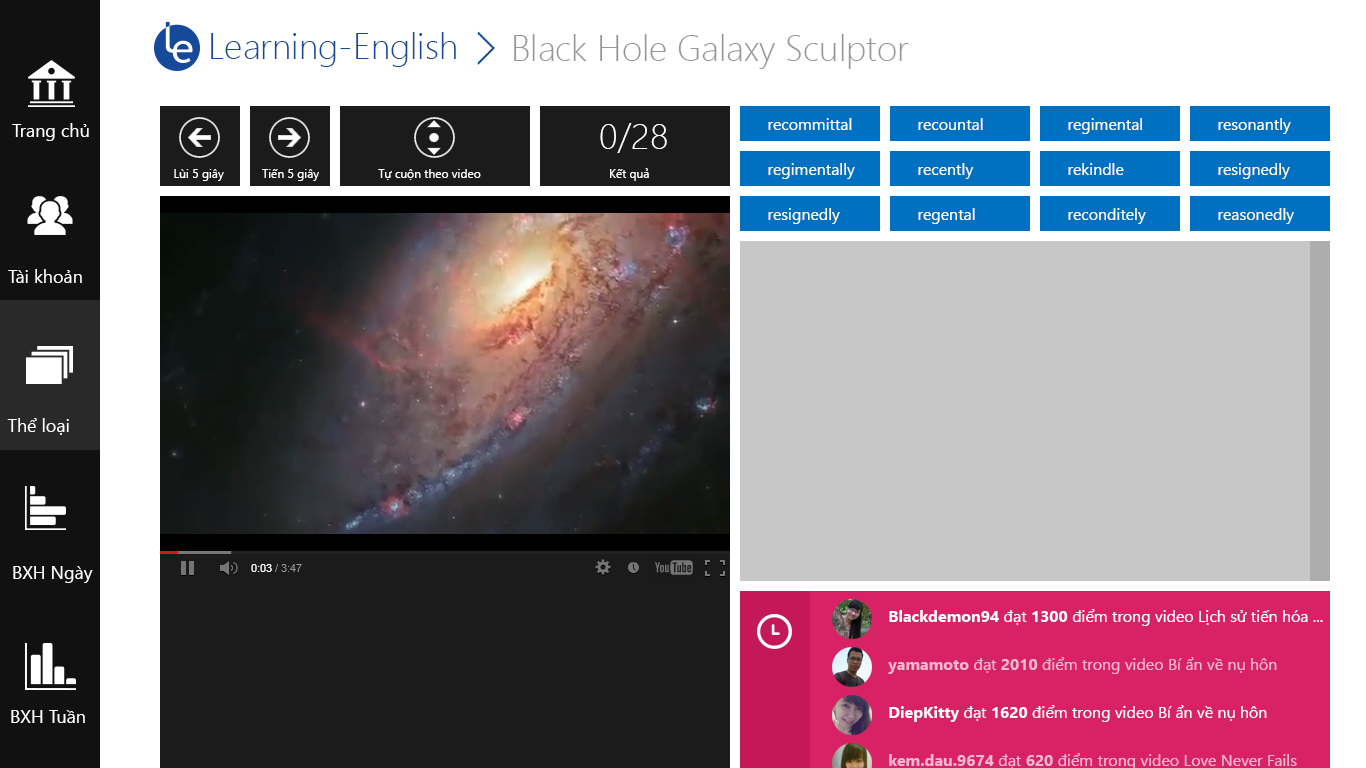 Learning-English
Black Hole Galaxy Sculptor
Trang chủ
Tài khoản
Thể loại
BXH Ngày
BXH Tuần
Lùi 5 giây
Tiến 5 giây
Tự cuộn theo video
0/28
Kết quả
0:03 / 3:47
YouTube
recommittal
recountal
regimental
resonantly
regimentally
recently
rekindle
resignedly
resignedly
regental
reconditely
reasonedly
Blackdemon94 đạt 1300 điểm trong video Lịch sử tiến hóa ...
yamamoto đạt 2010 điểm trong video Bí ẩn về nụ hôn
DiepKitty đạt 1620 điểm trong video Bí ẩn về nụ hôn
kem.dau.9674 đạt 620 điểm trong video Love Never Fails